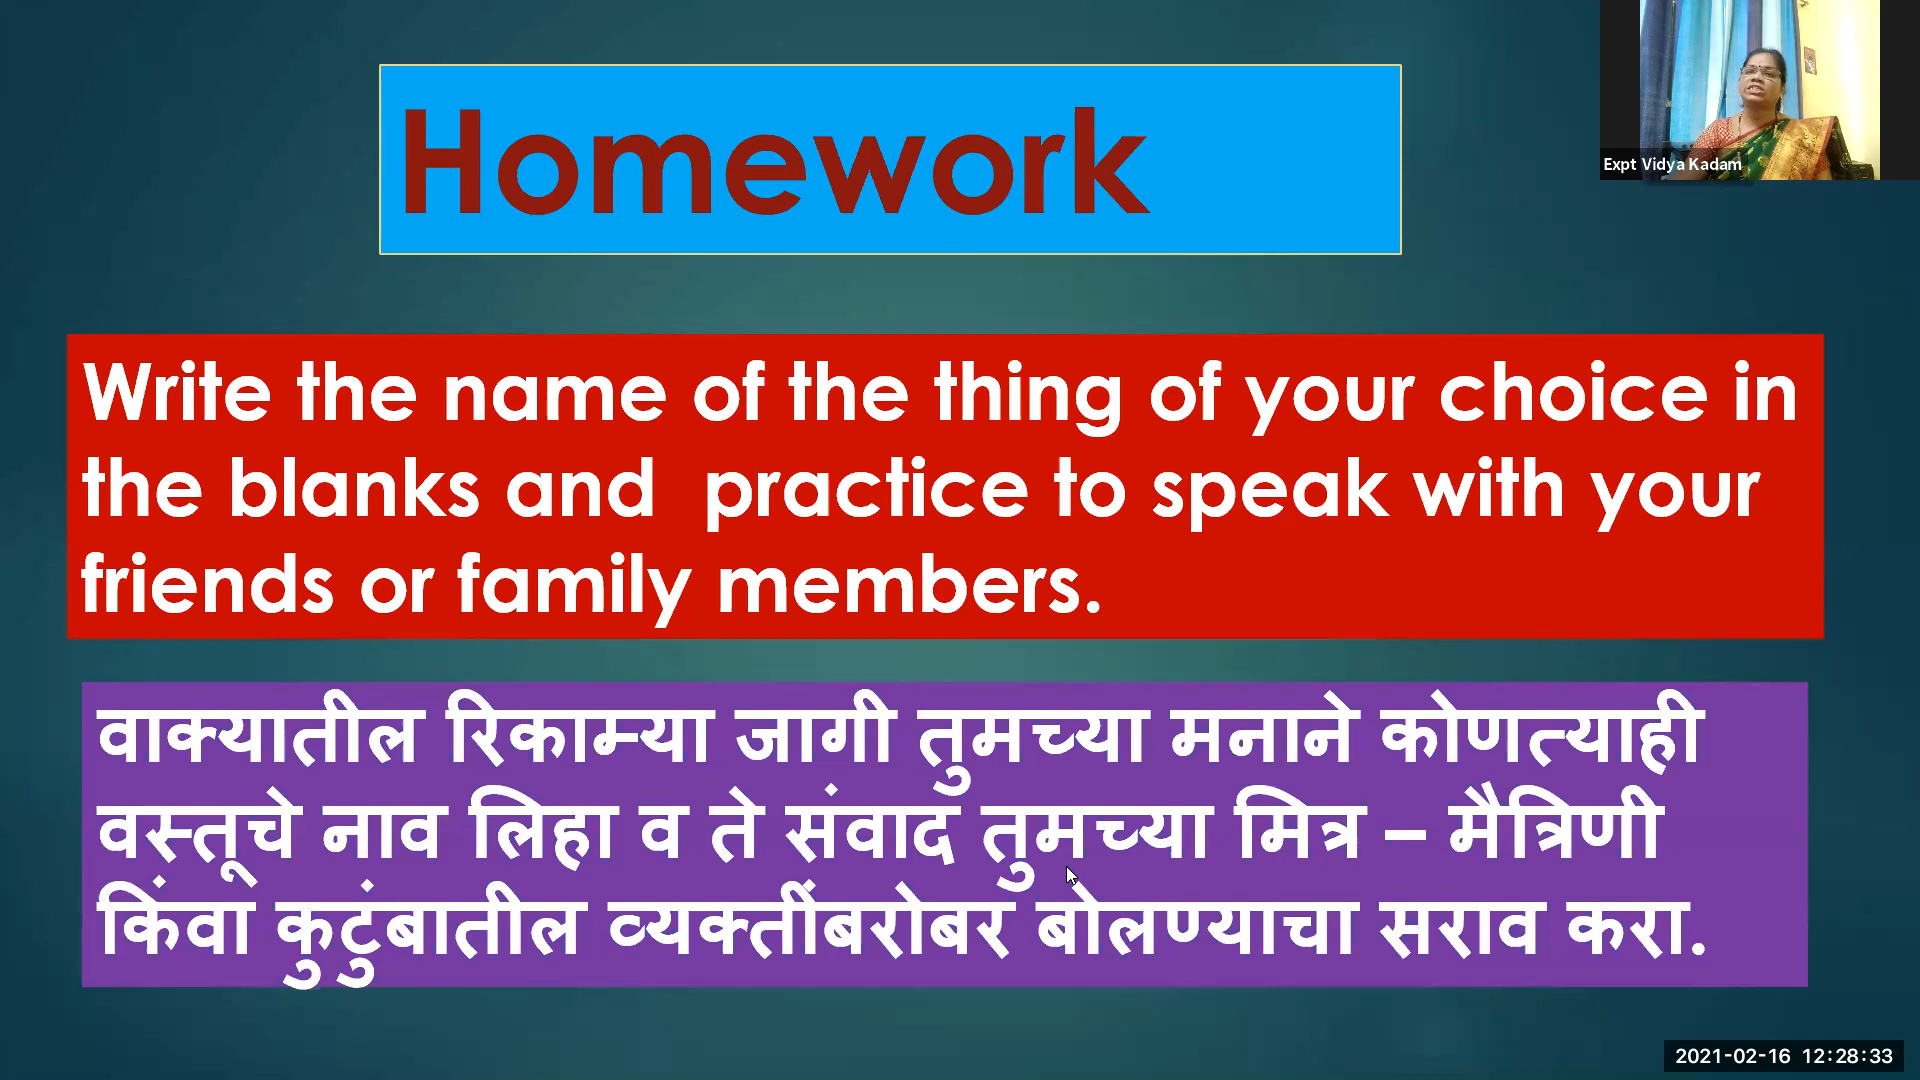 Homework
Expt Vidya Kadam
Write the name of the thing of your choice in
the blanks and practice to speak with your
friends or family members.
वाक्यातील रिकाम्या जागी तुमच्या मनाने कोणत्याही
वस्तूचे नाव लिहा व ते संवाद तुमच्या मित्र – मैत्रिणी
किंवा कुटुंबातील व्यक्तींबरोबर बोलण्याचा सराव करा.
2021-02-16 12:28:33